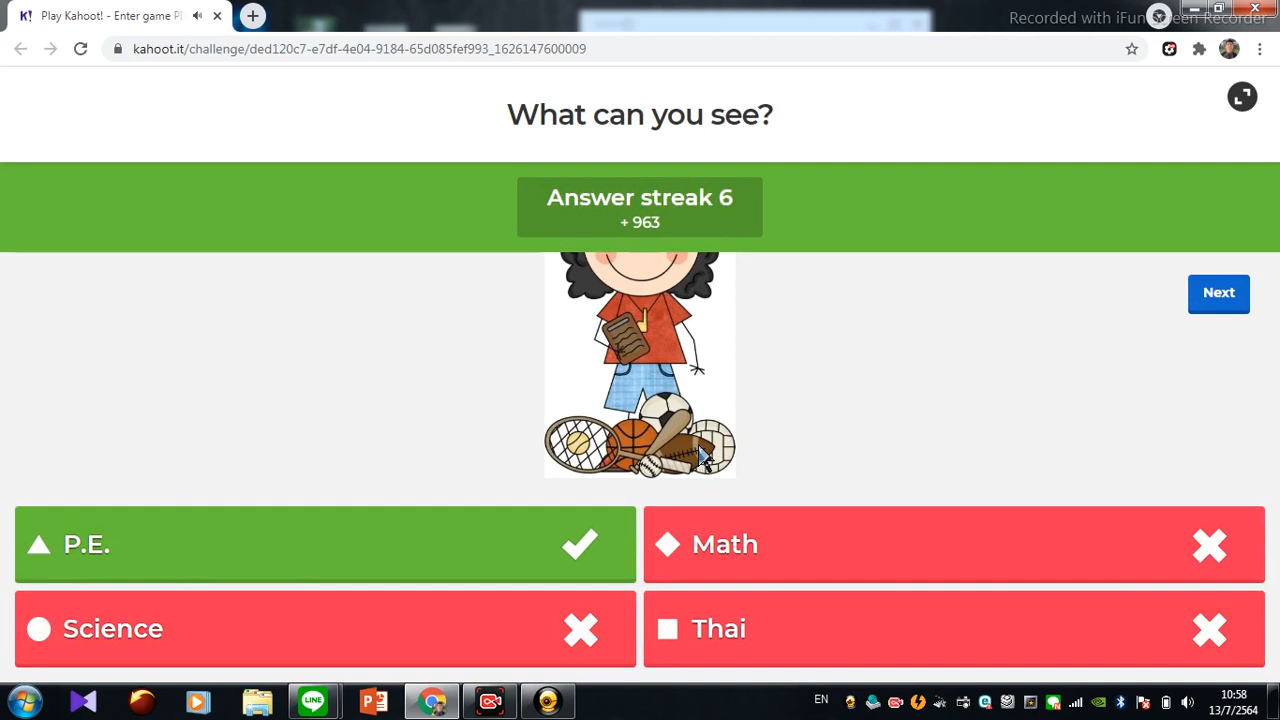 Play Kahoot! - Enter game P
Recorded with iFun Screen Recorder
kahoot.it/challenge/ded120c7-e7df-4e04-9184-65d085fef993_1626147600009
What can you see?
Answer streak 6
+ 963
Next
P.E.
Math
Science
Thai
LINE
EN
10:58
13/7/2564